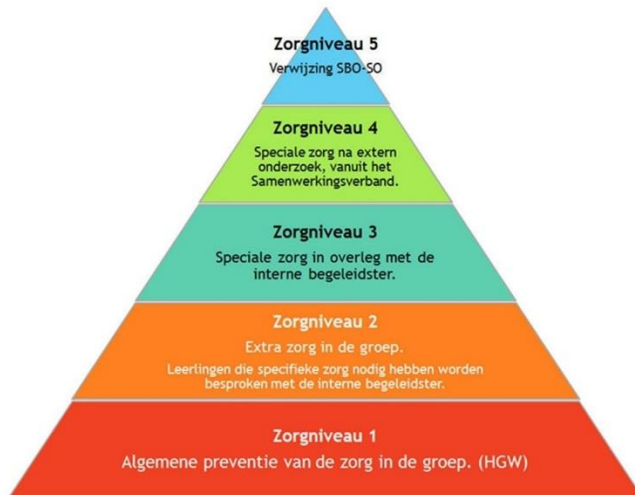 Zorgniveau 5
Verwijzing SBO-SO
Zorgniveau 4
Speciale zorg na extern
onderzoek, vanuit het
Samenwerkingsverband.
Zorgniveau 3
Speciale zorg in overleg met de
interne begeleidster.
Zorgniveau 2
Extra zorg in de groep.
Leerlingen die specifieke zorg nodig hebben worden
besproken met de interne begeleidster.
Zorgniveau 1
Algemene preventie van de zorg in de groep. (HGW)